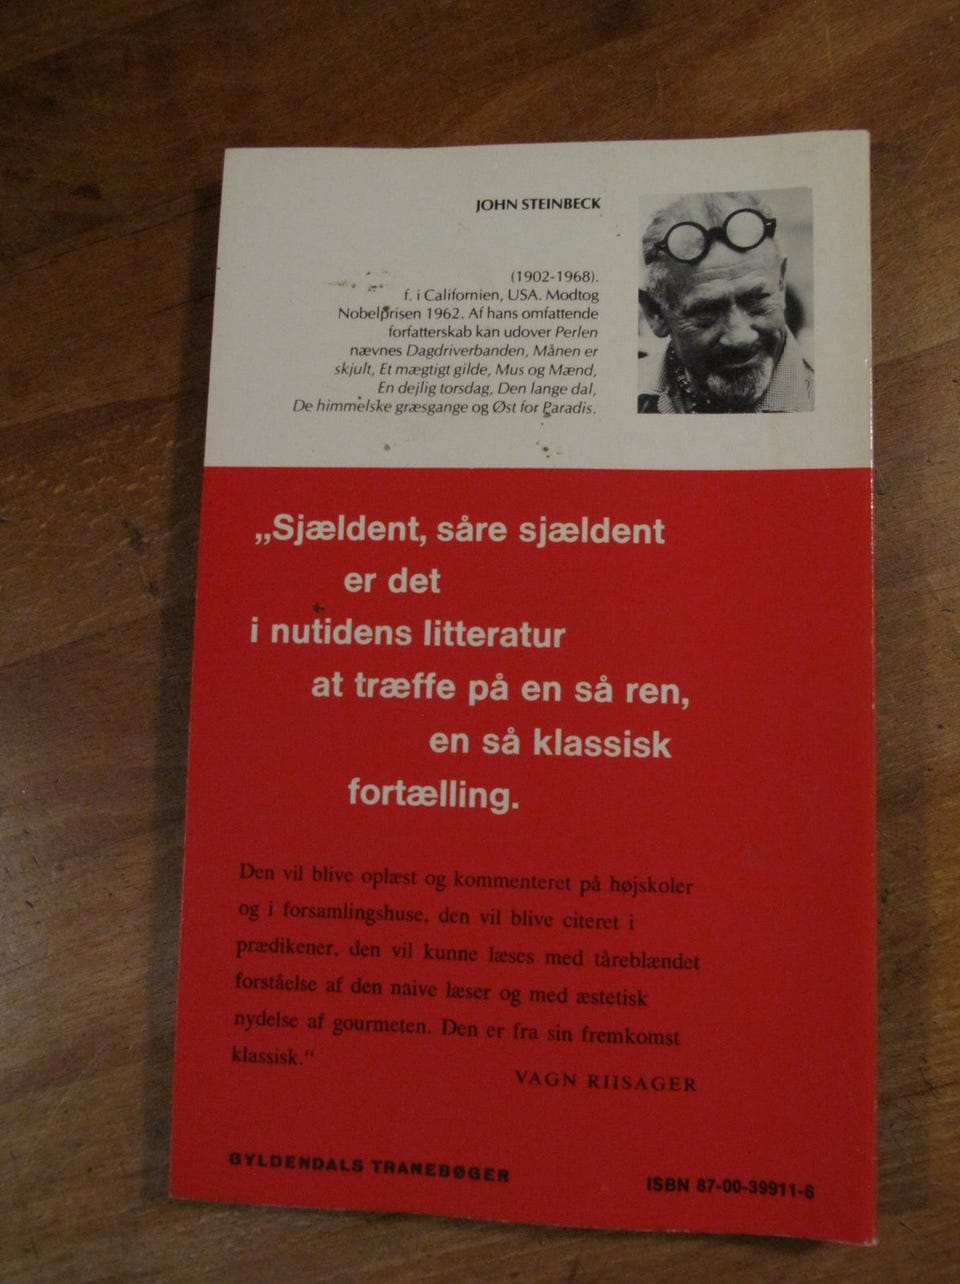 JOHN STEINBECK
(1902-1968).
f. i Californien, USA. Modtog
Nobelprisen 1962. Af hans omfattende
forfatterskab kan udover Perlen
nævnes Dagdriverbanden, Månen er
skjult, Et mægtigt gilde, Mus og Mænd,
En dejlig torsdag, Den lange dal,
De himmelske græsgange og Øst for Paradis.
„Sjældent, såre sjældent
er det
i nutidens litteratur
at træffe på en så ren,
en så klassisk
fortælling.
Den vil blive oplæst og kommenteret på højskoler
og i forsamlingshuse, den vil blive citeret i
prædikener, den vil kunne læses med tåreblændet
forståelse af den naive læser og med æstetisk
nydelse af gourmeten. Den er fra sin fremkomst
klassisk.“
VAGN RIISAGER
GYLDENDALS TRANEBØGER
ISBN 87-00-39911-6